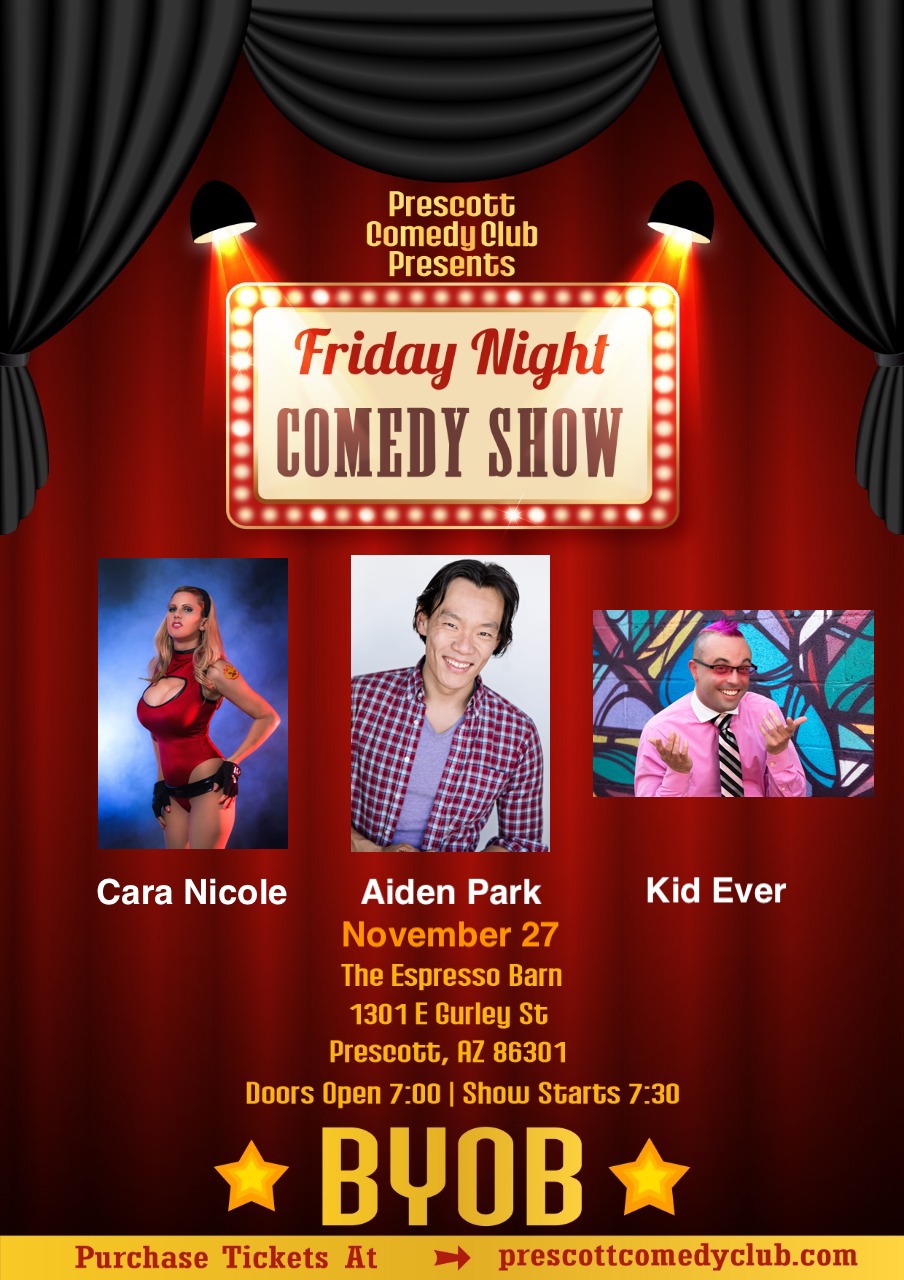 Prescott
Comedy Club
Presents
Friday Night
COMEDY SHOW
Cara Nicole
Aiden Park
Kid Ever
November 27
The Espresso Barn
1301 E Gurley St
Prescott, AZ 86301
Doors Open 7:00 | Show Starts 7:30
BYOB
Purchase Tickets At
prescottcomedyclub.com